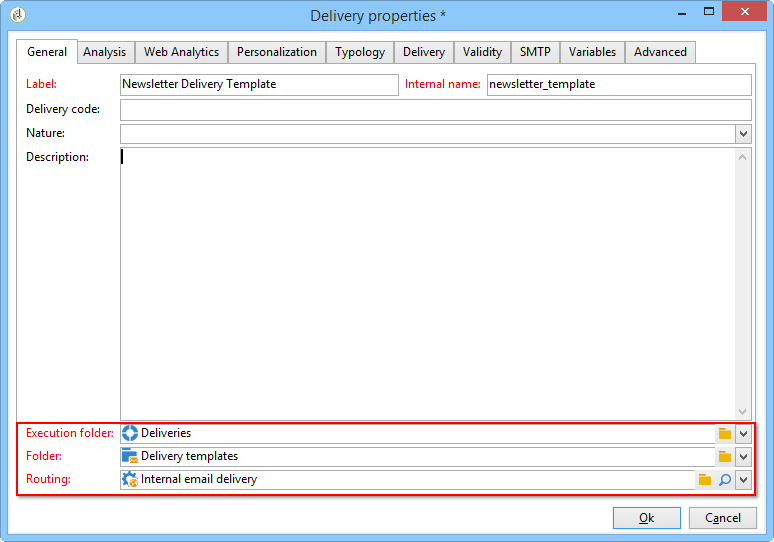 Delivery properties *
General Analysis Web Analytics Personalization Typology Delivery Validity SMTP Variables Advanced
Label: Newsletter Delivery Template Internal name: newsletter_template
Delivery code:
Nature:
Description:
Execution folder: Deliveries
Folder: Delivery templates
Routing: Internal email delivery
Ok Cancel